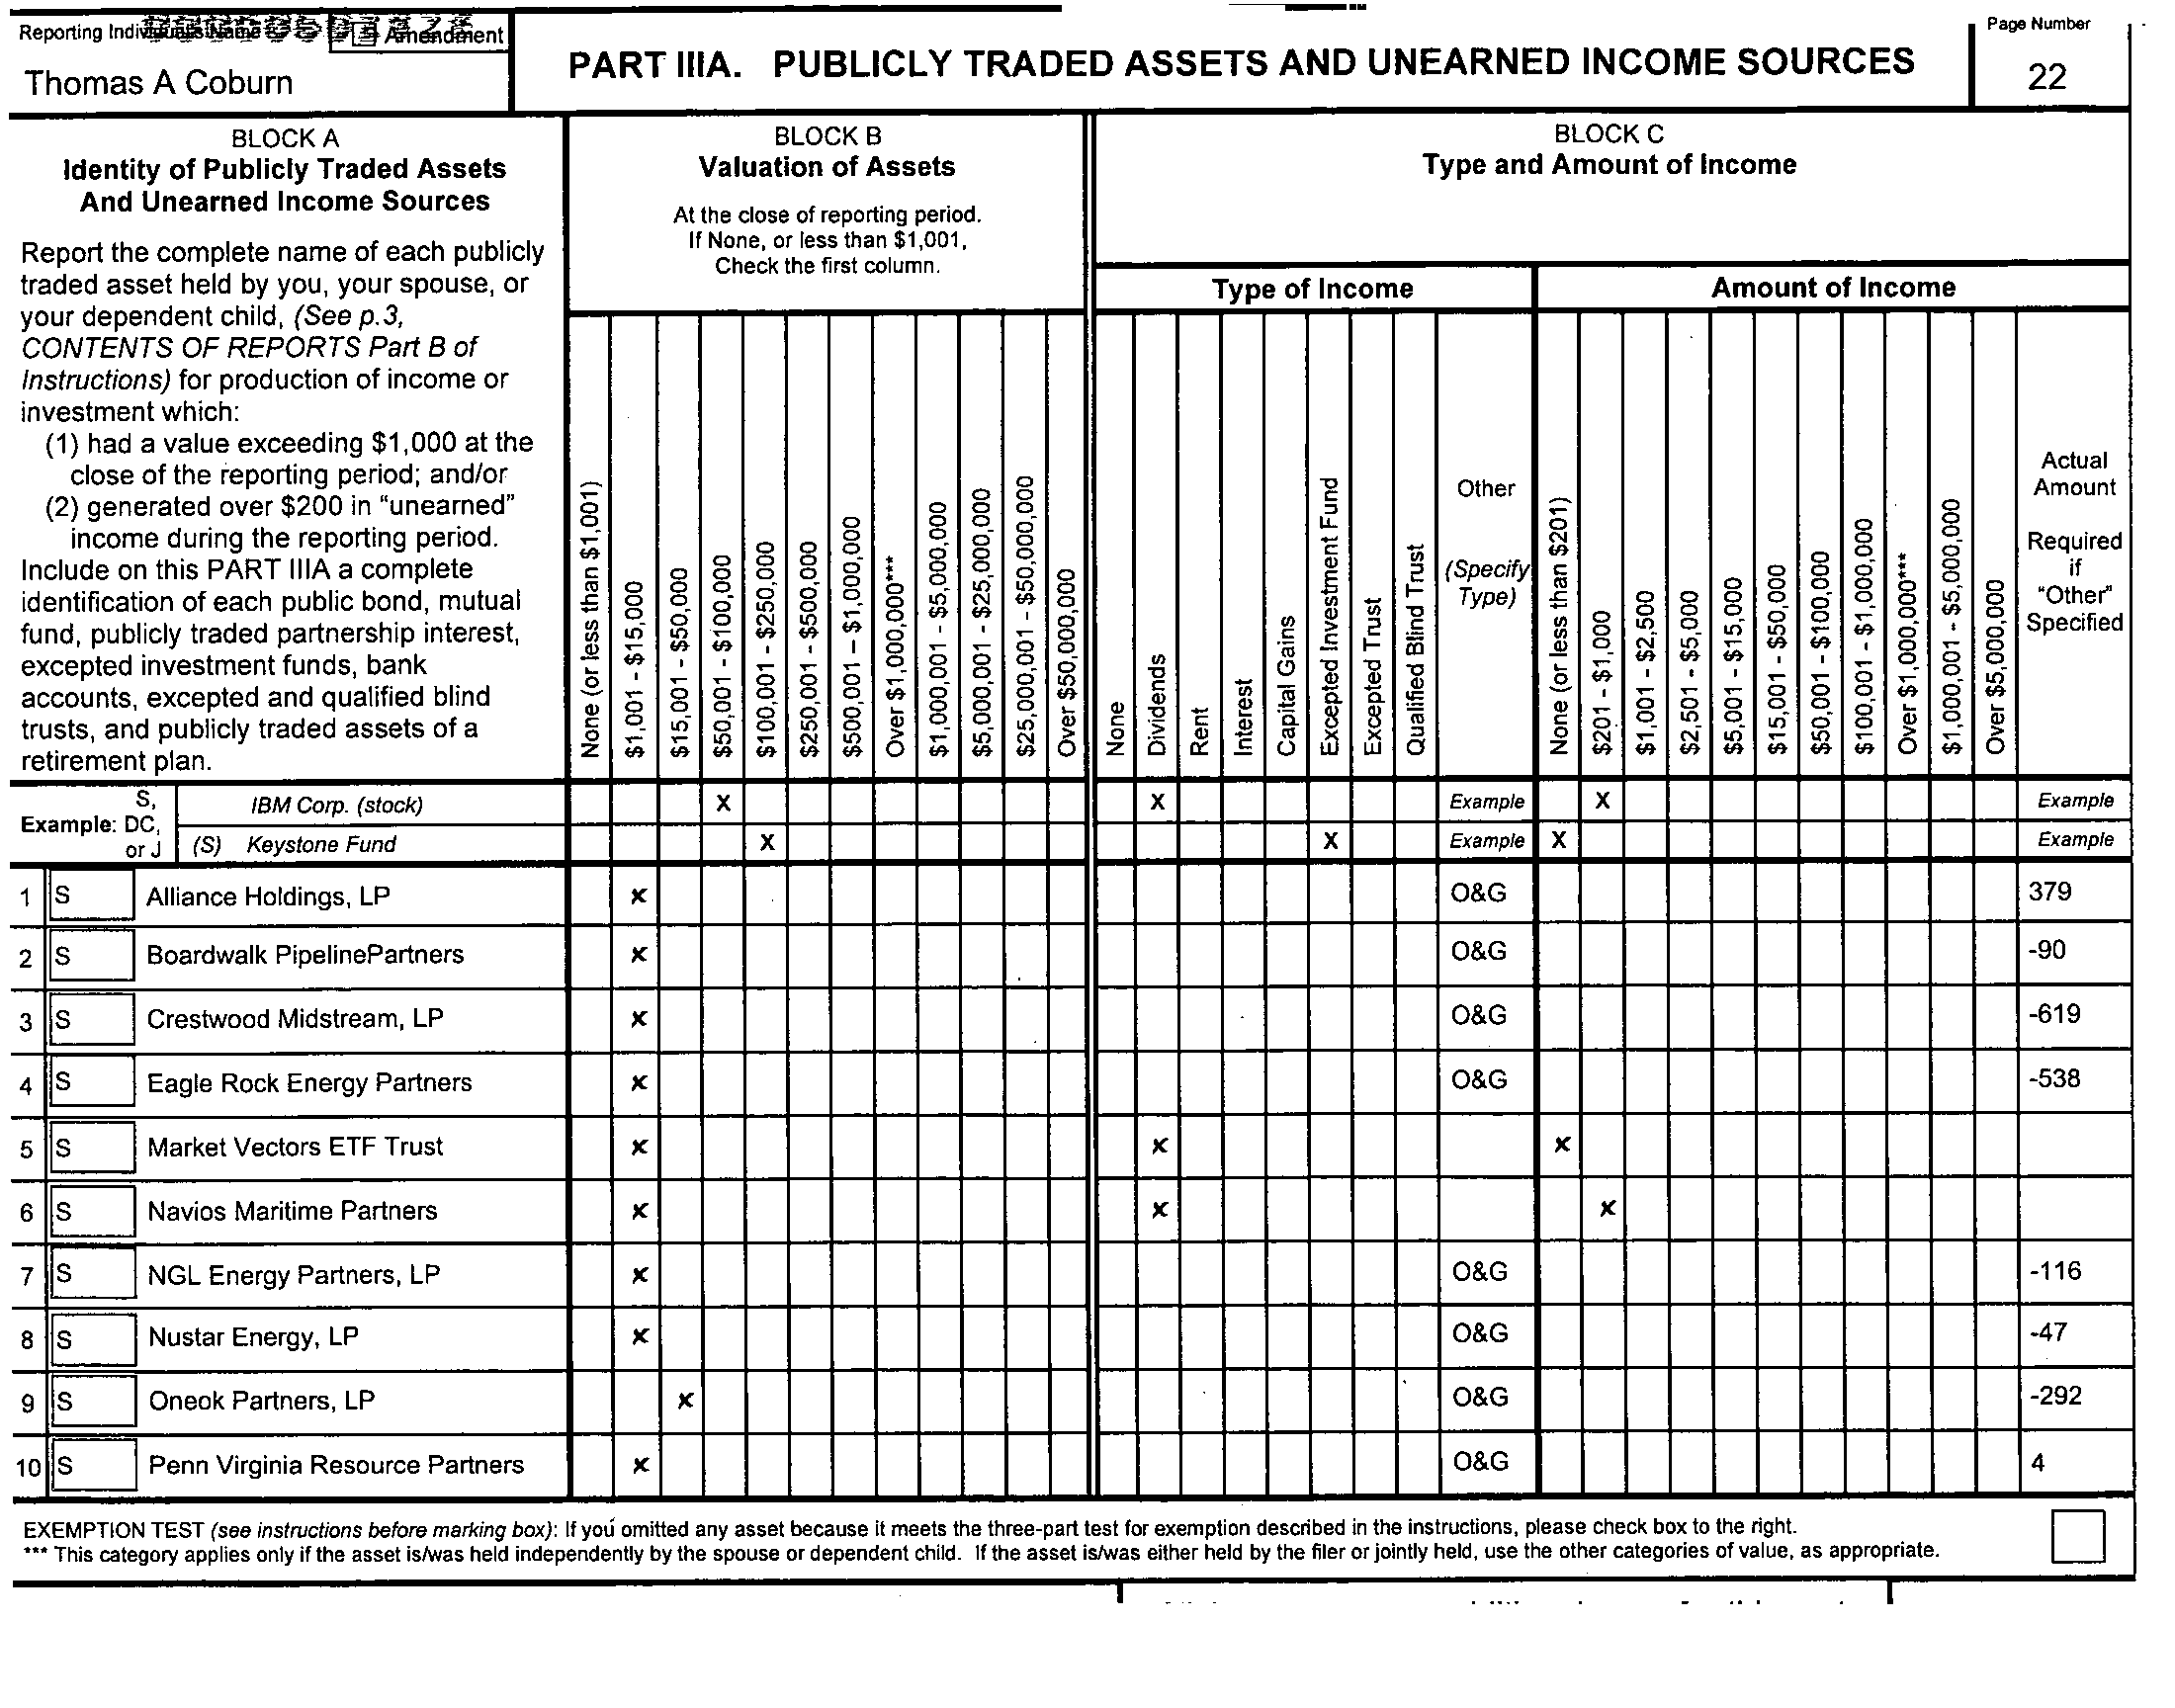 Reporting Individual's Name Amendment
Thomas A Coburn
PART IIIA. PUBLICLY TRADED ASSETS AND UNEARNED INCOME SOURCES
Page Number
22
BLOCK A
Identity of Publicly Traded Assets
And Unearned Income Sources
Report the complete name of each publicly
traded asset held by you, your spouse, or
your dependent child, (See p.3,
CONTENTS OF REPORTS Part B of
Instructions) for production of income or
investment which:
(1) had a value exceeding $1,000 at the
close of the reporting period; and/or
(2) generated over $200 in "unearned"
income during the reporting period.
Include on this PART IIIA a complete
identification of each public bond, mutual
fund, publicly traded partnership interest,
excepted investment funds, bank
accounts, excepted and qualified blind
trusts, and publicly traded assets of a
retirement plan.
BLOCK B
Valuation of Assets
At the close of reporting period.
If None, or less than $1,001,
Check the first column.
None (or less than $1,001)
$1,001 - $15,000
$15,001 - $50,000
$50,001 - $100,000
$100,001 - $250,000
$250,001 - $500,000
$500,001 – $1,000,000
Over $1,000,000***
$1,000,001 - $5,000,000
$5,000,001 - $25,000,000
$25,000,001 - $50,000,000
Over $50,000,000
BLOCK C
Type and Amount of Income
Type of Income
None
Dividends
Rent
Interest
Capital Gains
Excepted Investment Fund
Excepted Trust
Qualified Blind Trust
Other
(Specify
Type)
Amount of Income
None (or less than $201)
$201 - $1,000
$1,001 - $2,500
$2,501 - $5,000
$5,001 - $15,000
$15,001 - $50,000
$50,001 - $100,000
$100,001 - $1,000,000
Over $1,000,000***
$1,000,001 - $5,000,000
Over $5,000,000
Actual
Amount
Required
if
"Other"
Specified
Example: S, DC, or J
IBM Corp. (stock) X X Example X Example
(S) Keystone Fund X X Example X Example
1 S Alliance Holdings, LP x O&G 379
2 S Boardwalk PipelinePartners x O&G -90
3 S Crestwood Midstream, LP x O&G -619
4 S Eagle Rock Energy Partners x O&G -538
5 S Market Vectors ETF Trust x x x
6 S Navios Maritime Partners x x x
7 S NGL Energy Partners, LP x O&G -116
8 S Nustar Energy, LP x O&G -47
9 S Oneok Partners, LP x O&G -292
10 S Penn Virginia Resource Partners x O&G 4
EXEMPTION TEST (see instructions before marking box): If you omitted any asset because it meets the three-part test for exemption described in the instructions, please check box to the right.
*** This category applies only if the asset is/was held independently by the spouse or dependent child. If the asset is/was either held by the filer or jointly held, use the other categories of value, as appropriate.